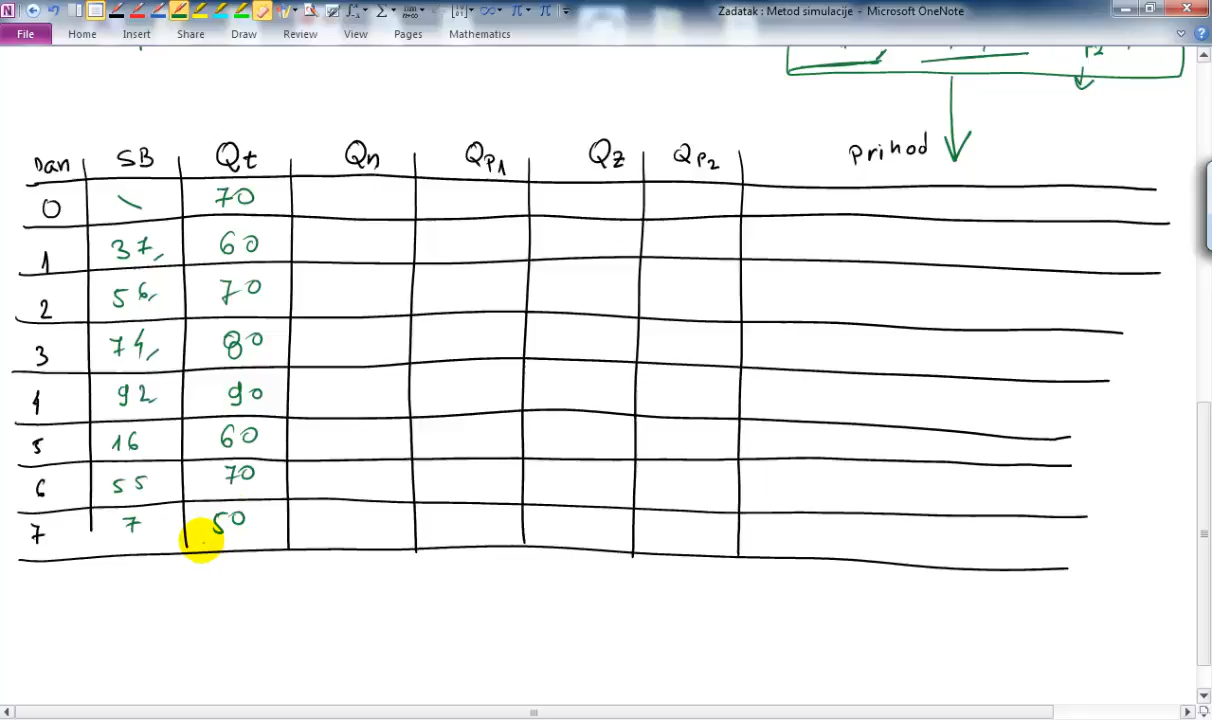 Zadatak : Metod simulacije - Microsoft OneNote
File Home Insert Share Draw Review View Pages Mathematics
P2
Prihod
Dan SB Qt Qn QP1 Qz QP2
0 \ 70
1 37, 60
2 56, 70
3 74, 80
4 92 90
5 16 60
6 55 70
7 7 50